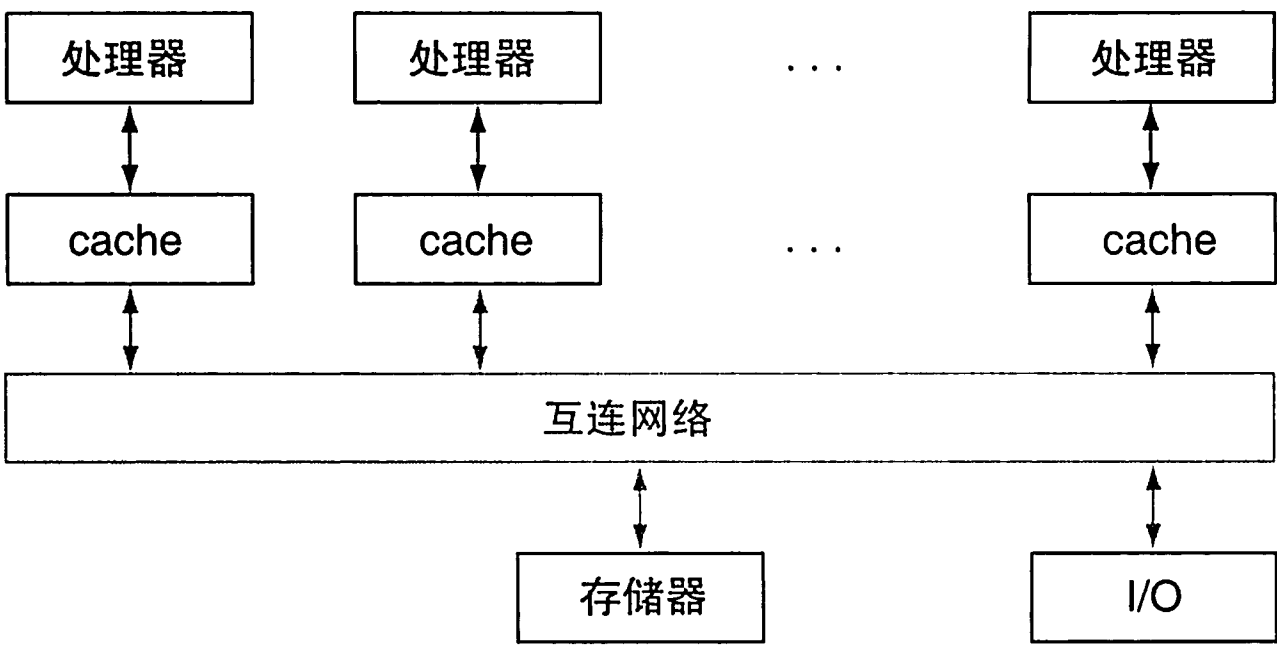 处理器 处理器 ... 处理器
cache cache ... cache
互连网络
存储器 I/O